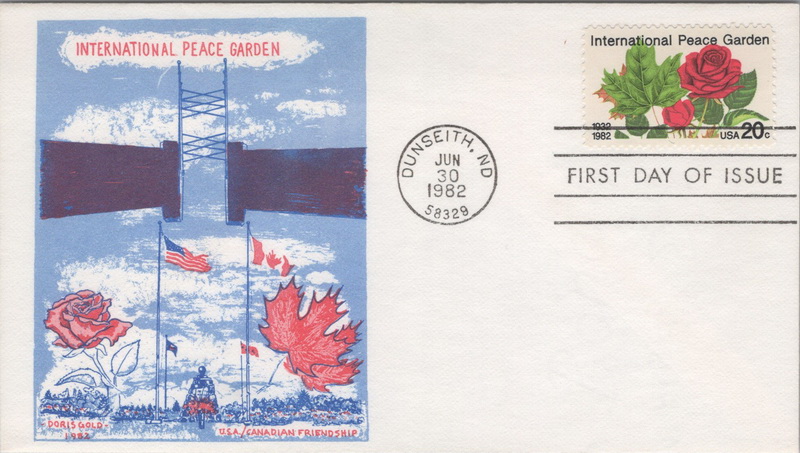 INTERNATIONAL PEACE GARDEN
DORIS GOLD
1982
U.S.A./CANADIAN FRIENDSHIP
DUNSEITH, ND
JUN
30
1982
58329
International Peace Garden
1932
1982
USA 20c
FIRST DAY OF ISSUE